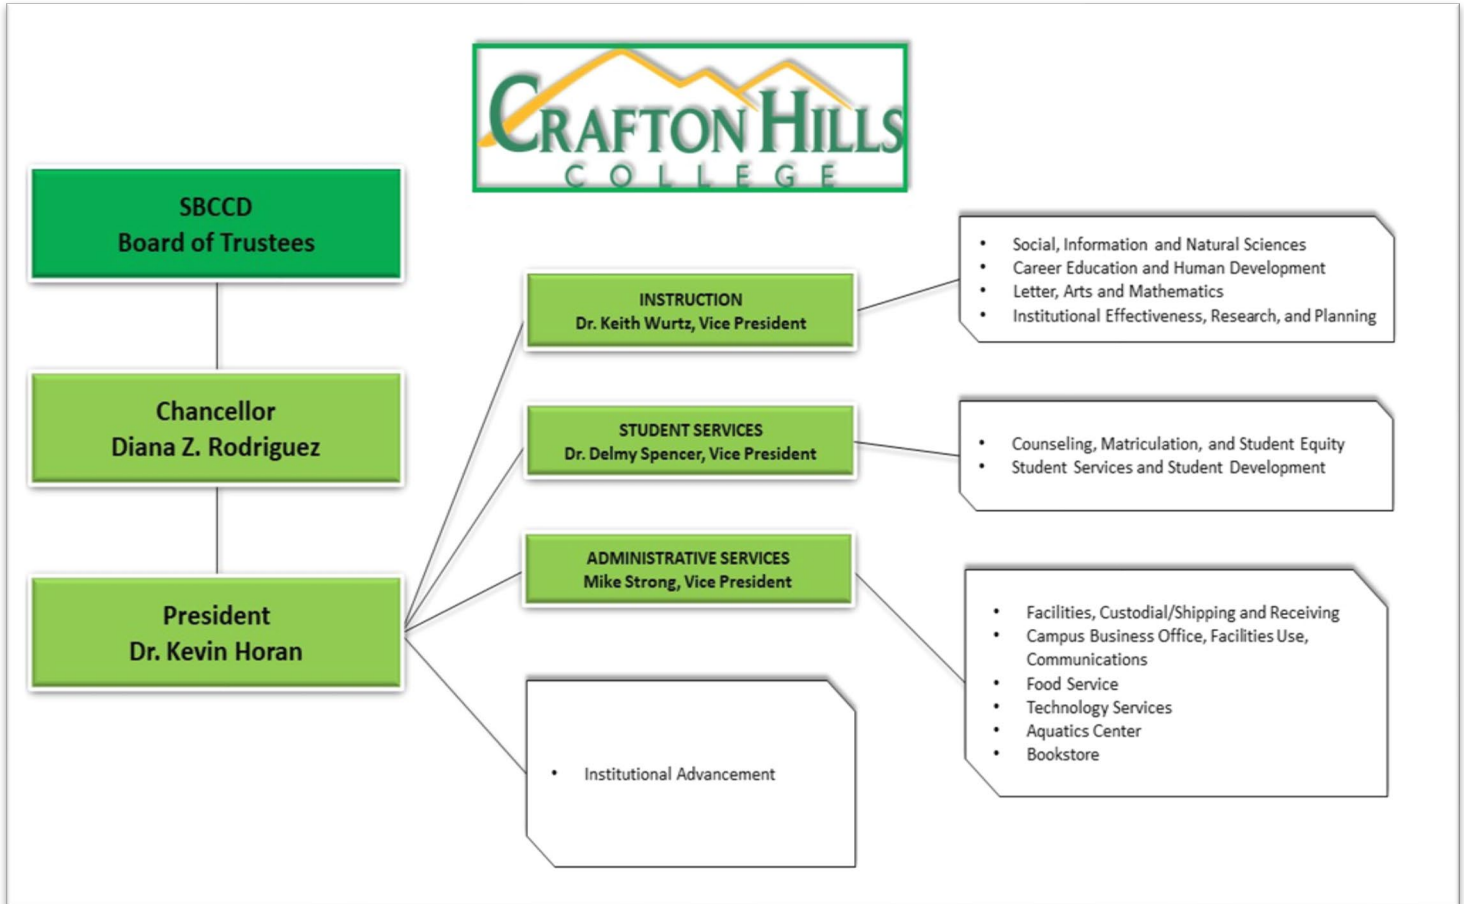 CRAFTON HILLS
COLLEGE
SBCCD
Board of Trustees
Chancellor
Diana Z. Rodriguez
President
Dr. Kevin Horan
INSTRUCTION
Dr. Keith Wurtz, Vice President
• Social, Information and Natural Sciences
• Career Education and Human Development
• Letter, Arts and Mathematics
• Institutional Effectiveness, Research, and Planning
STUDENT SERVICES
Dr. Delmy Spencer, Vice President
• Counseling, Matriculation, and Student Equity
• Student Services and Student Development
ADMINISTRATIVE SERVICES
Mike Strong, Vice President
• Facilities, Custodial/Shipping and Receiving
• Campus Business Office, Facilities Use,
Communications
• Food Service
• Technology Services
• Aquatics Center
• Bookstore
• Institutional Advancement